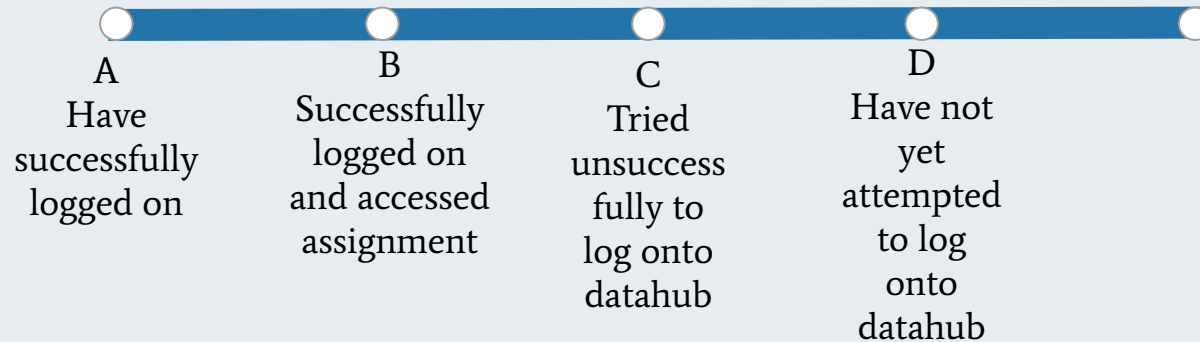 A
Have
successfully
logged on
B
Successfully
logged on
and accessed
assignment
C
Tried
unsuccess
fully to
log onto
datahub
D
Have not
yet
attempted
to log
onto
datahub